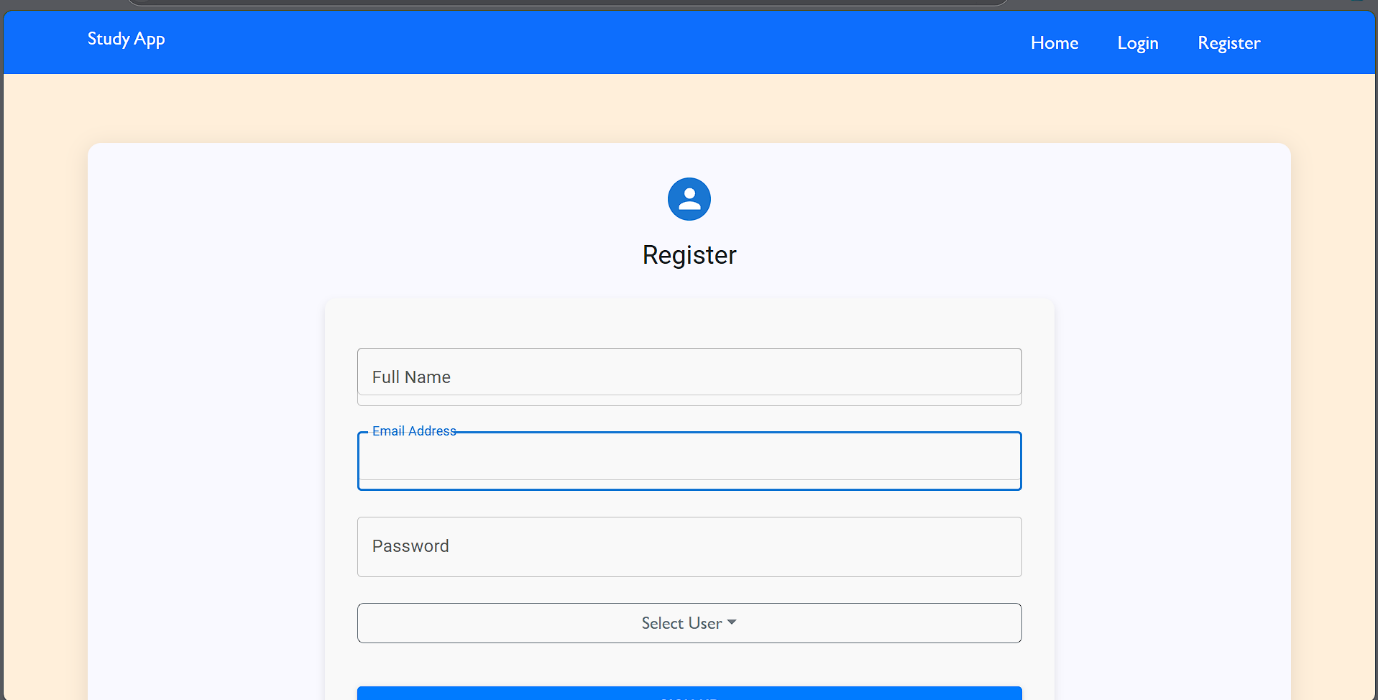 Study App
Home Login Register
Register
Full Name
Email Address
Password
Select User